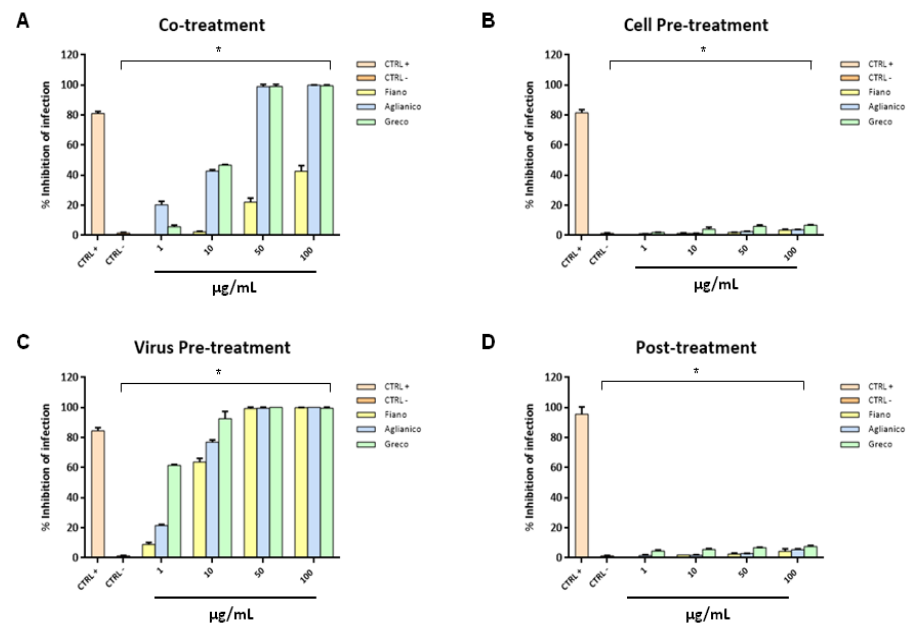 A
Co-treatment
*
% Inhibition of infection
120
100
80
60
40
20
0
CTRL +
CTRL -
1
10
50
100
µg/mL
CTRL +
CTRL -
Fiano
Aglianico
Greco
B
Cell Pre-treatment
*
% Inhibition of infection
120
100
80
60
40
20
0
CTRL +
CTRL -
1
10
50
100
µg/mL
CTRL +
CTRL -
Fiano
Aglianico
Greco
C
Virus Pre-treatment
*
% Inhibition of infection
120
100
80
60
40
20
0
CTRL +
CTRL -
1
10
50
100
µg/mL
CTRL +
CTRL -
Fiano
Aglianico
Greco
D
Post-treatment
*
% Inhibition of infection
120
100
80
60
40
20
0
CTRL +
CTRL -
1
10
50
100
µg/mL
CTRL +
CTRL -
Fiano
Aglianico
Greco